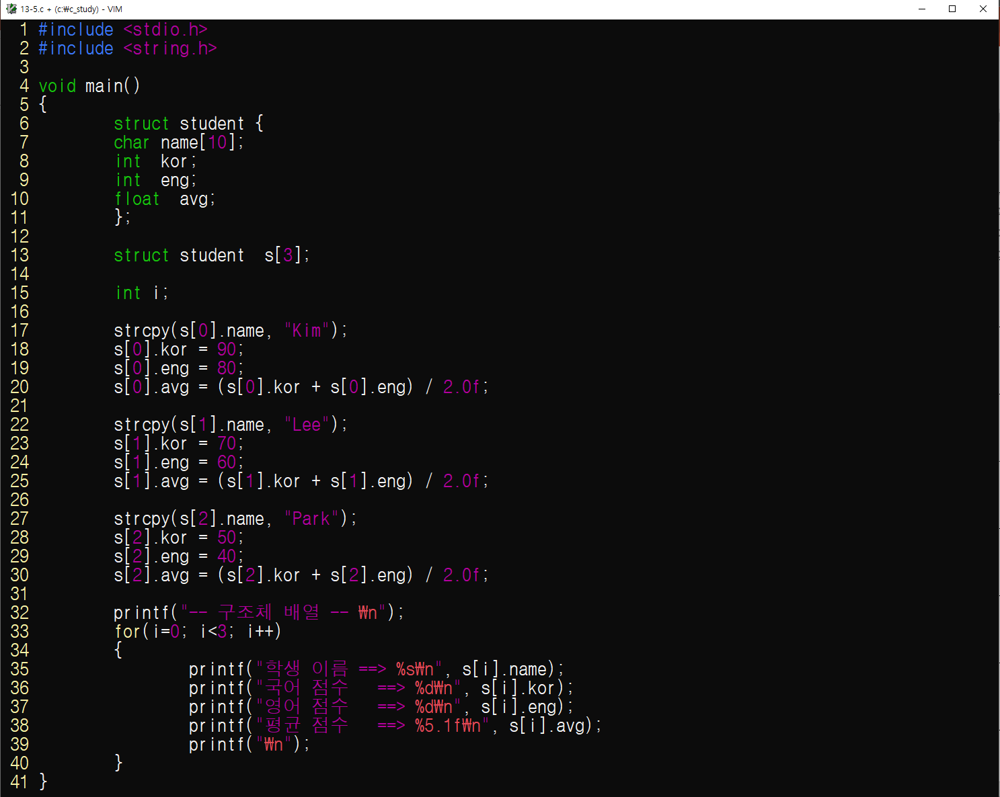 13-5.c + (c:₩c_study) - VIM
1 #include <stdio.h>
2 #include <string.h>
3
4 void main()
5 {
6         struct student {
7         char name[10];
8         int  kor;
9         int  eng;
10         float  avg;
11         };
12
13         struct student  s[3];
14
15         int i;
16
17         strcpy(s[0].name, "Kim");
18         s[0].kor = 90;
19         s[0].eng = 80;
20         s[0].avg = (s[0].kor + s[0].eng) / 2.0f;
21
22         strcpy(s[1].name, "Lee");
23         s[1].kor = 70;
24         s[1].eng = 60;
25         s[1].avg = (s[1].kor + s[1].eng) / 2.0f;
26
27         strcpy(s[2].name, "Park");
28         s[2].kor = 50;
29         s[2].eng = 40;
30         s[2].avg = (s[2].kor + s[2].eng) / 2.0f;
31
32         printf("-- 구조체 배열 -- ₩n");
33         for(i=0; i<3; i++)
34         {
35                 printf("학생 이름 ==> %s₩n", s[i].name);
36                 printf("국어 점수   ==> %d₩n", s[i].kor);
37                 printf("영어 점수   ==> %d₩n", s[i].eng);
38                 printf("평균 점수   ==> %5.1f₩n", s[i].avg);
39                 printf("₩n");
40         }
41 }